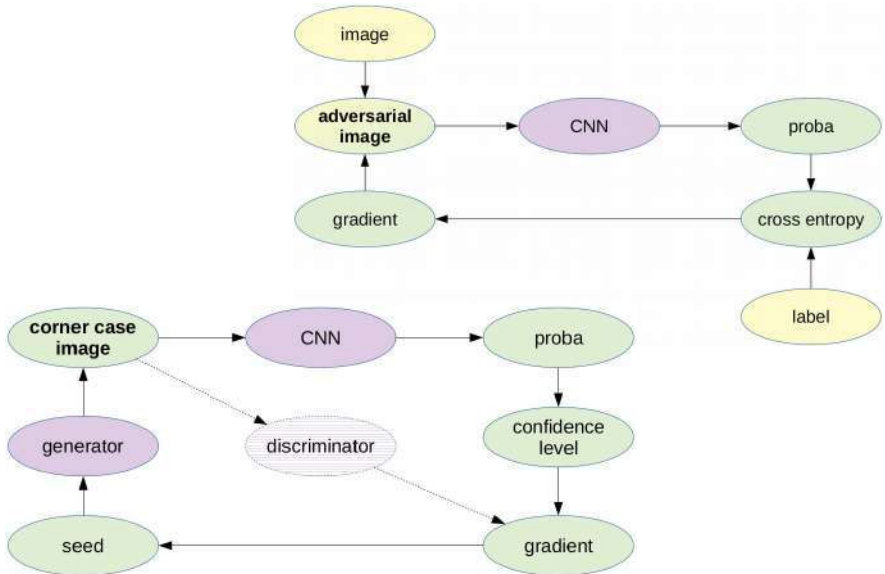 image
adversarial
image
CNN
proba
gradient
cross entropy
label
corner case
image
CNN
proba
generator
discriminator
confidence
level
seed
gradient